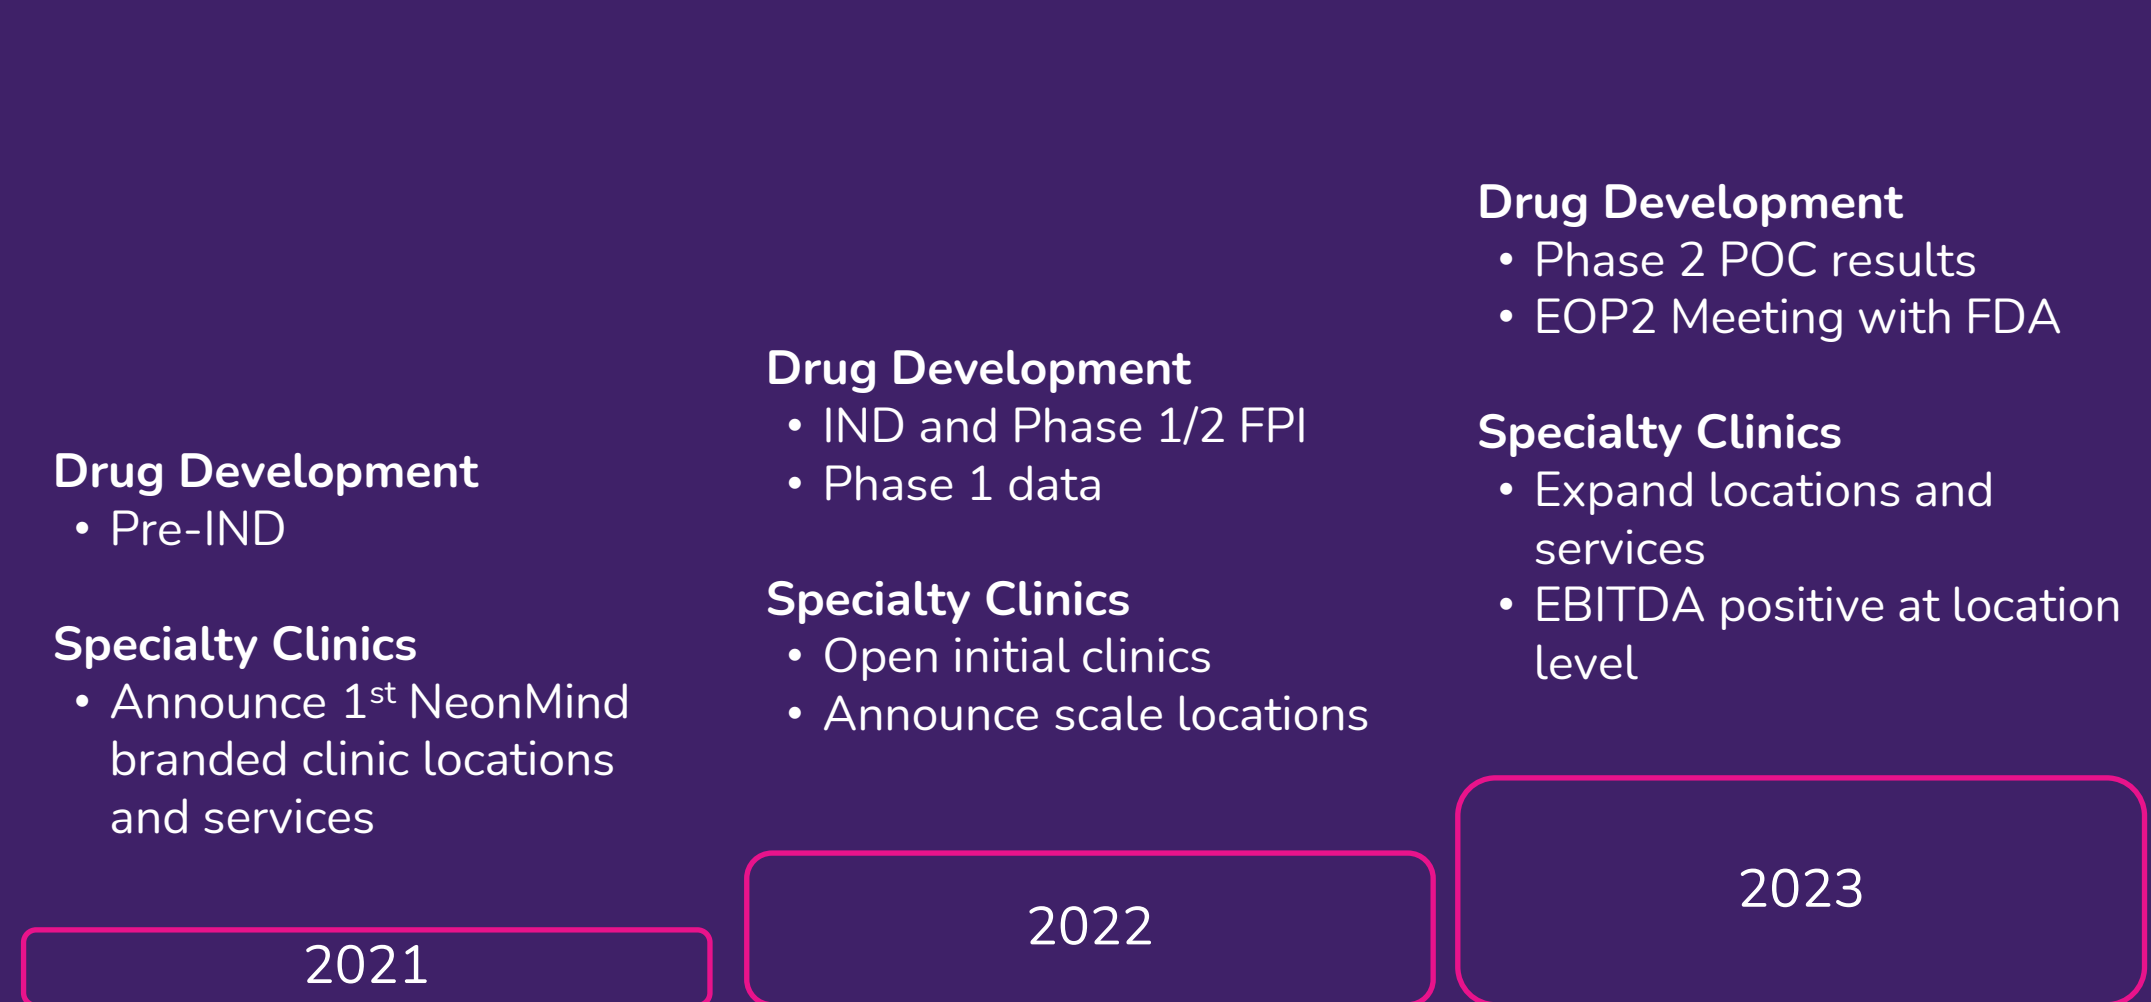 Drug Development
• Pre-IND
Specialty Clinics
• Announce 1st NeonMind
branded clinic locations
and services
2021
Drug Development
• IND and Phase 1/2 FPI
• Phase 1 data
Specialty Clinics
• Open initial clinics
• Announce scale locations
2022
Drug Development
• Phase 2 POC results
• EOP2 Meeting with FDA
Specialty Clinics
• Expand locations and
services
• EBITDA positive at location
level
2023